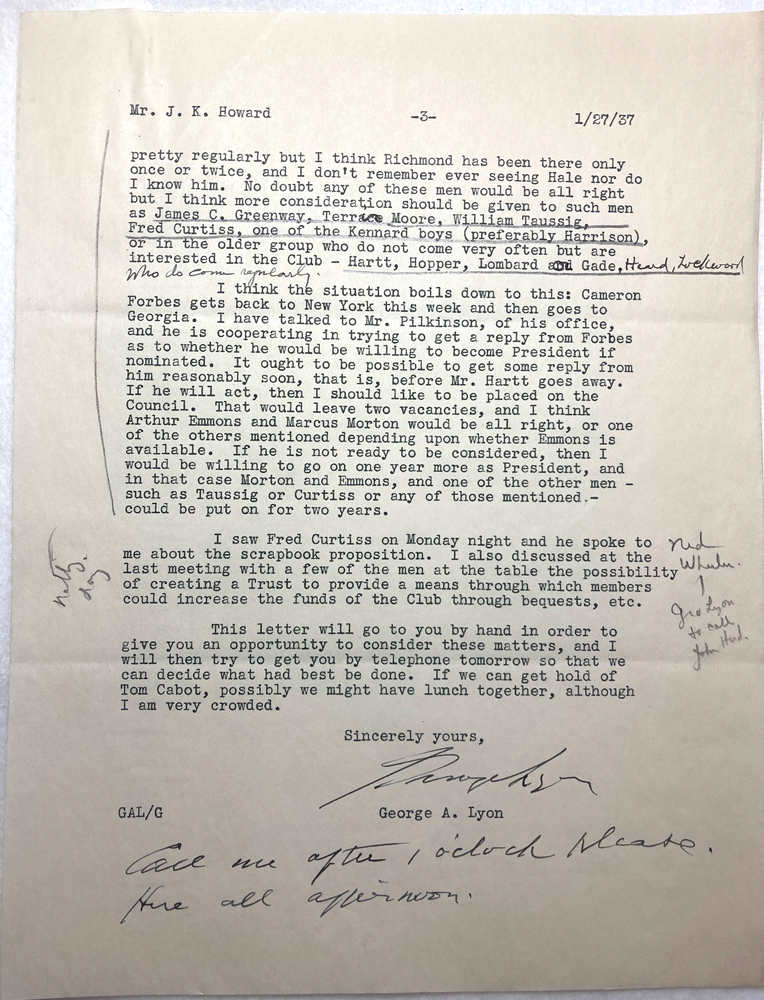 Mr. J. K. Howard -3- 1/27/37
pretty regularly but I think Richmond has been there only
once or twice, and I don't remember ever seeing Hale nor do
I know him. No doubt any of these men would be all right
but I think more consideration should be given to such men
as James C. Greenway, Terrace Moore, William Taussig,
Fred Curtiss, one of the Kennard boys (preferably Harrison),
or in the older group who do not come very often but are
interested in the Club - Hartt, Hopper, Lombard and Gade, Heard, Lockwood
who do come regularly.
I think the situation boils down to this: Cameron
Forbes gets back to New York this week and then goes to
Georgia. I have talked to Mr. Pilkinson, of his office,
and he is cooperating in trying to get a reply from Forbes
as to whether he would be willing to become President if
nominated. It ought to be possible to get some reply from
him reasonably soon, that is, before Mr. Hartt goes away.
If he will act, then I should like to be placed on the
Council. That would leave two vacancies, and I think
Arthur Emmons and Marcus Morton would be all right, or one
of the others mentioned depending upon whether Emmons is
available. If he is not ready to be considered, then I
would be willing to go on one year more as President, and
in that case Morton and Emmons, and one of the other men -
such as Taussig or Curtiss or any of those mentioned -
could be put on for two years.
I saw Fred Curtiss on Monday night and he spoke to
me about the scrapbook proposition. I also discussed at the
last meeting with a few of the men at the table the possibility
of creating a Trust to provide a means through which members
could increase the funds of the Club through bequests, etc.
Ned
Wheeler.
Geo Lyon
to call
John Hurd.
day
This letter will go to you by hand in order to
give you an opportunity to consider these matters, and I
will then try to get you by telephone tomorrow so that we
can decide what had best be done. If we can get hold of
Tom Cabot, possibly we might have lunch together, although
I am very crowded.
Sincerely yours,
George Lyon
GAL/G George A. Lyon
Call me after 1 o'clock please.
Here all afternoon.